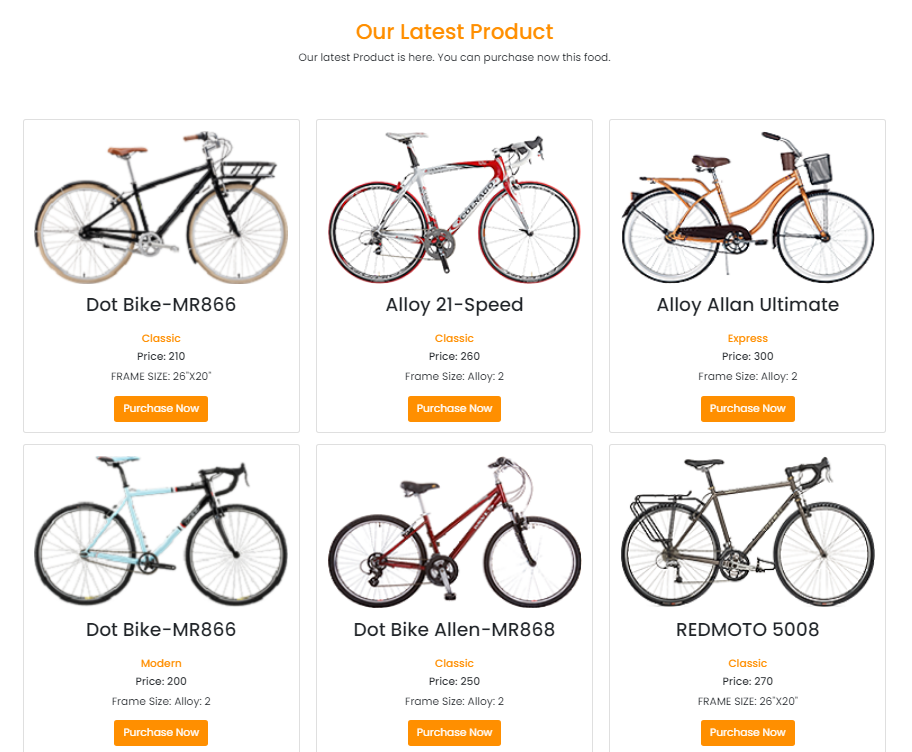 Our Latest Product
Our latest Product is here. You can purchase now this food.
COLNAGO
Dot Bike-MR866
Classic
Price: 210
FRAME SIZE: 26"X20"
Purchase Now
Alloy 21-Speed
Classic
Price: 260
Frame Size: Alloy: 2
Purchase Now
Alloy Allan Ultimate
Express
Price: 300
Frame Size: Alloy: 2
Purchase Now
Dot Bike-MR866
Modern
Price: 200
Frame Size: Alloy: 2
Purchase Now
Dot Bike Allen-MR868
Classic
Price: 250
Frame Size: Alloy: 2
Purchase Now
REDMOTO 5008
Classic
Price: 270
FRAME SIZE: 26"X20"
Purchase Now